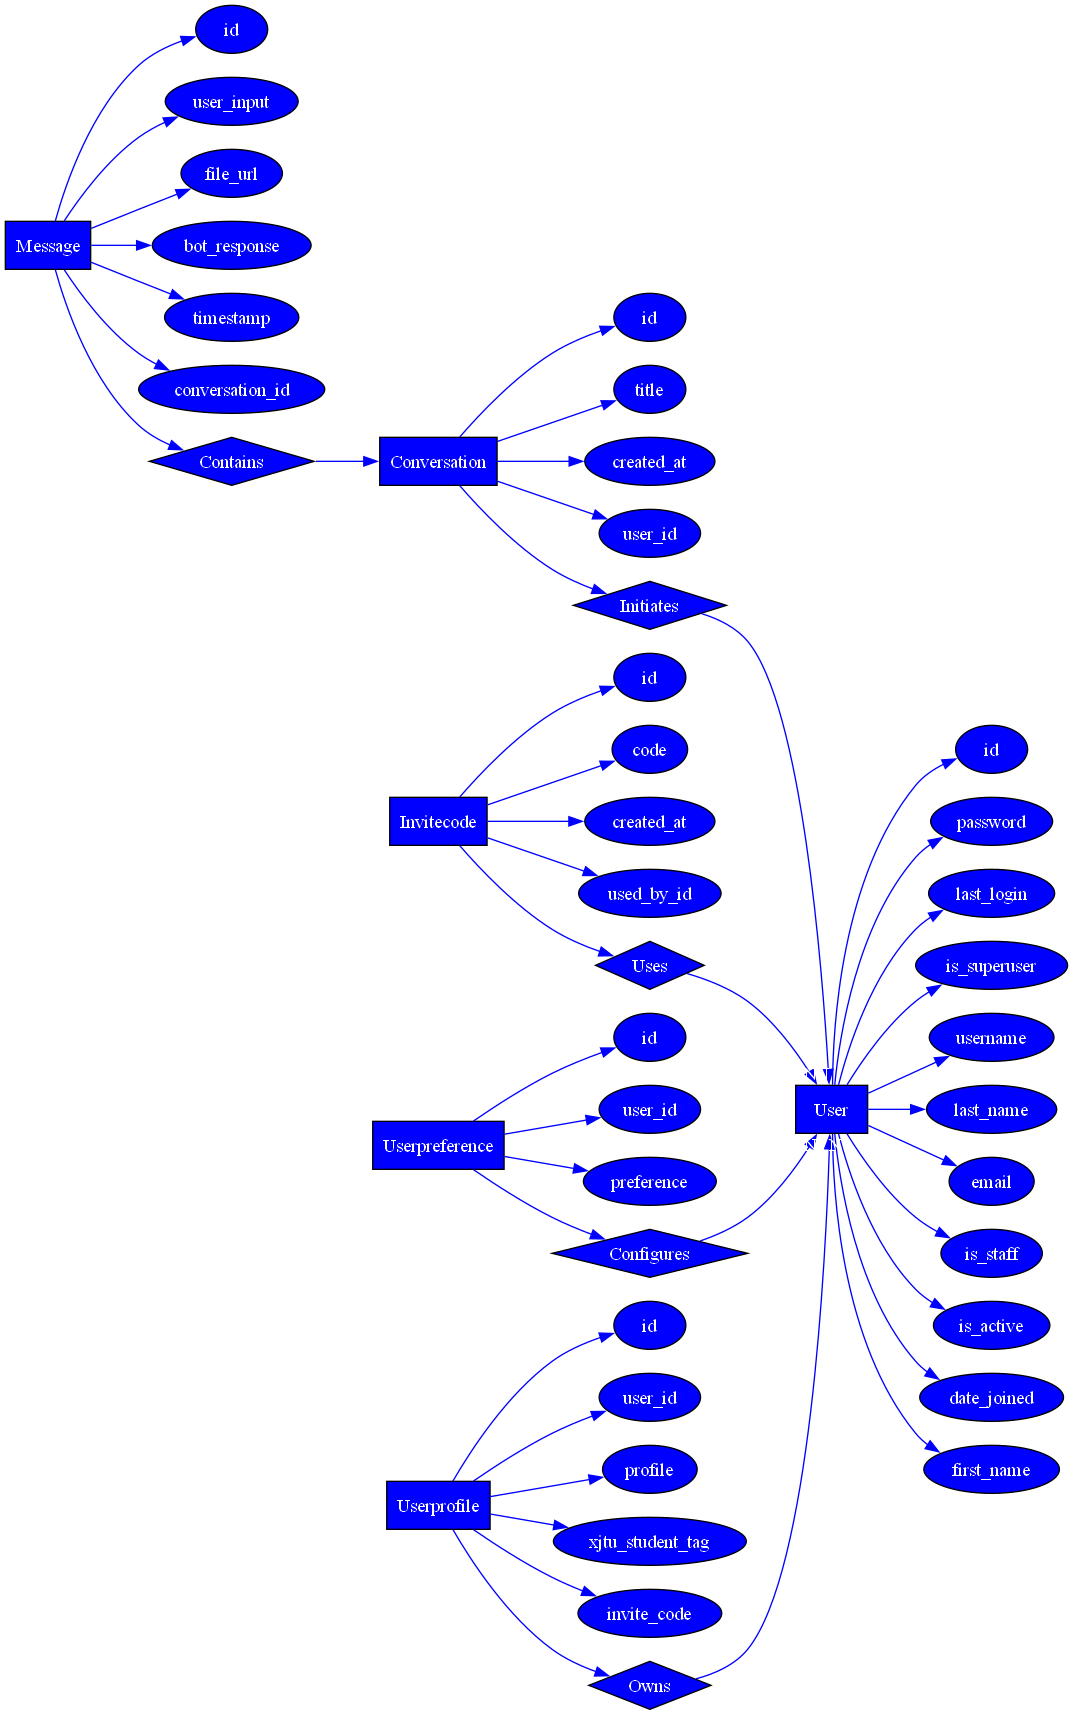 id
user_input
file_url
Message
bot_response
timestamp
conversation_id
Contains
id
title
Conversation
created_at
user_id
Initiates
id
code
Invitecode
created_at
used_by_id
Uses
id
user_id
Userpreference
preference
Configures
id
user_id
profile
Userprofile
xjtu_student_tag
invite_code
Owns
User
id
password
last_login
is_superuser
username
last_name
email
is_staff
is_active
date_joined
first_name